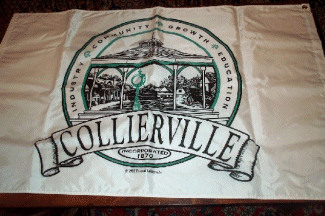 INDUSTRY • COMMUNITY • GROWTH • EDUCATION
COLLIERVILLE
INCORPORATED
1870